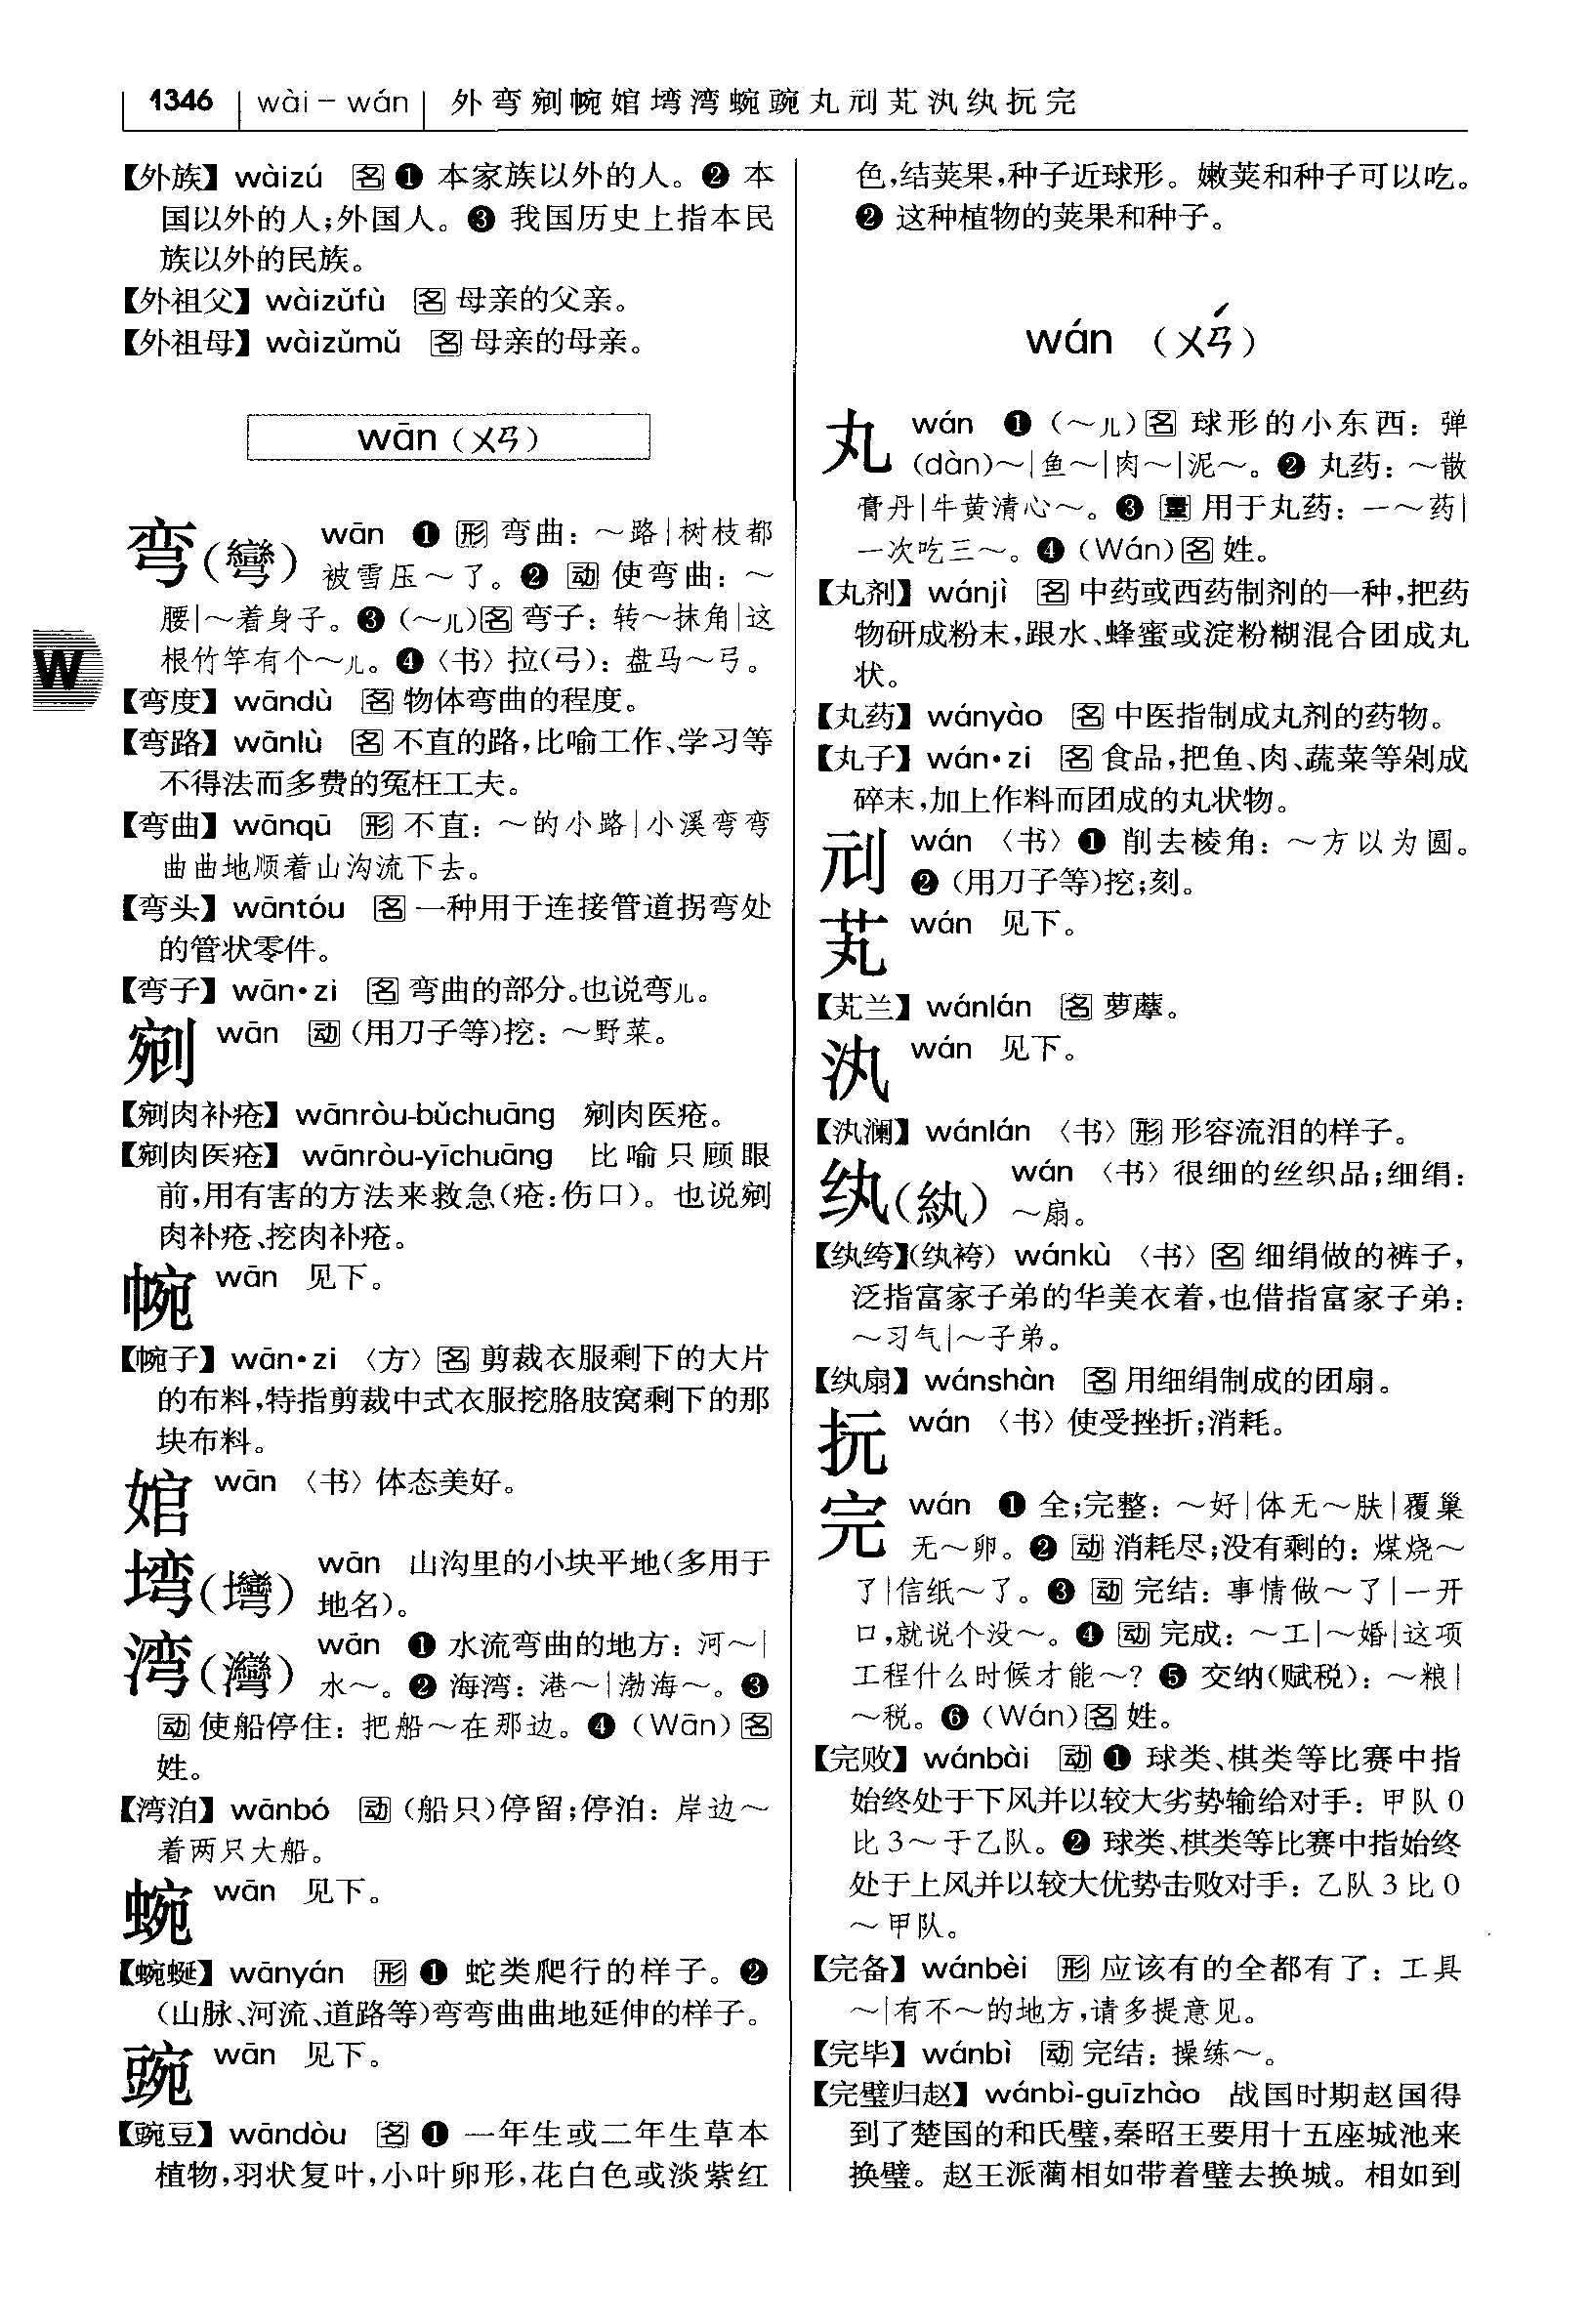 1346 wài－wán 外弯剜帵婠塆湾蜿豌丸刓芄汍纨抏完
【外族】wàizú 名 ❶ 本家族以外的人。❷ 本
国以外的人；外国人。❸ 我国历史上指本民
族以外的民族。
【外祖父】wàizǔfù 名 母亲的父亲。
【外祖母】wàizǔmǔ 名 母亲的母亲。
wān（ㄨㄢ）
弯（彎） wān ❶ 形 弯曲：～路｜树枝都
被雪压～了。❷ 动 使弯曲：～
腰｜～着身子。❸（～儿）名 弯子：转～抹角｜这
根竹竿有个～儿。❹〈书〉拉（弓）：盘马～弓。
W
【弯度】wāndù 名 物体弯曲的程度。
【弯路】wānlù 名 不直的路，比喻工作、学习等
不得法而多费的冤枉工夫。
【弯曲】wānqū 形 不直：～的小路｜小溪弯弯
曲曲地顺着山沟流下去。
【弯头】wāntóu 名 一种用于连接管道拐弯处
的管状零件。
【弯子】wān·zi 名 弯曲的部分。也说弯儿。
剜 wān 动（用刀子等）挖：～野菜。
【剜肉补疮】wānròu-bǔchuāng 剜肉医疮。
【剜肉医疮】wānròu-yīchuāng 比喻只顾眼
前，用有害的方法来救急（疮：伤口）。也说剜
肉补疮、挖肉补疮。
帵 wān 见下。
【帵子】wān·zi〈方〉名 剪裁衣服剩下的大片
的布料，特指剪裁中式衣服挖胳肢窝剩下的那
块布料。
婠 wān〈书〉体态美好。
塆（壪） wān 山沟里的小块平地（多用于
地名）。
湾（灣） wān ❶ 水流弯曲的地方：河～｜
水～。❷ 海湾：港～｜渤海～。❸
动 使船停住：把船～在那边。❹（Wān）名
姓。
【湾泊】wānbó 动（船只）停留；停泊：岸边～
着两只大船。
蜿 wān 见下。
【蜿蜒】wānyán 形 ❶ 蛇类爬行的样子。❷
（山脉、河流、道路等）弯弯曲曲地延伸的样子。
豌 wān 见下。
【豌豆】wāndòu 名 ❶ 一年生或二年生草本
植物，羽状复叶，小叶卵形，花白色或淡紫红
色，结荚果，种子近球形。嫩荚和种子可以吃。
❷ 这种植物的荚果和种子。
wán （ㄨㄢˊ）
丸 wán ❶（～儿）名 球形的小东西：弹
（dàn）～｜鱼～｜肉～｜泥～。❷ 丸药：～散
膏丹｜牛黄清心～。❸ 量 用于丸药：一～药｜
一次吃三～。❹（Wán）名 姓。
【丸剂】wánjì 名 中药或西药制剂的一种，把药
物研成粉末，跟水、蜂蜜或淀粉糊混合团成丸
状。
【丸药】wányào 名 中医指制成丸剂的药物。
【丸子】wán·zi 名 食品，把鱼、肉、蔬菜等剁成
碎末，加上作料而团成的丸状物。
刓 wán〈书〉❶ 削去棱角：～方以为圆。
❷（用刀子等）挖；刻。
芄 wán 见下。
【芄兰】wánlán 名 萝藦。
汍 wán 见下。
【汍澜】wánlán〈书〉形 形容流泪的样子。
纨（紈） wán〈书〉很细的丝织品；细绢：
～扇。
【纨绔】（纨袴）wánkù〈书〉名 细绢做的裤子，
泛指富家子弟的华美衣着，也借指富家子弟：
～习气｜～子弟。
【纨扇】wánshàn 名 用细绢制成的团扇。
抏 wán〈书〉使受挫折；消耗。
完 wán ❶ 全；完整：～好｜体无～肤｜覆巢
无～卵。❷ 动 消耗尽；没有剩的：煤烧～
了｜信纸～了。❸ 动 完结：事情做～了｜一开
口，就说个没～。❹ 动 完成：～工｜～婚｜这项
工程什么时候才能～？❺ 交纳（赋税）：～粮｜
～税。❻（Wán）名 姓。
【完败】wánbài 动 ❶ 球类、棋类等比赛中指
始终处于下风并以较大劣势输给对手：甲队 0
比 3～于乙队。❷ 球类、棋类等比赛中指始终
处于上风并以较大优势击败对手：乙队 3 比 0
～甲队。
【完备】wánbèi 形 应该有的全都有了：工具
～｜有不～的地方，请多提意见。
【完毕】wánbì 动 完结：操练～。
【完璧归赵】wánbì-guīzhào 战国时期赵国得
到了楚国的和氏璧，秦昭王要用十五座城池来
换璧。赵王派蔺相如带着璧去换城。相如到